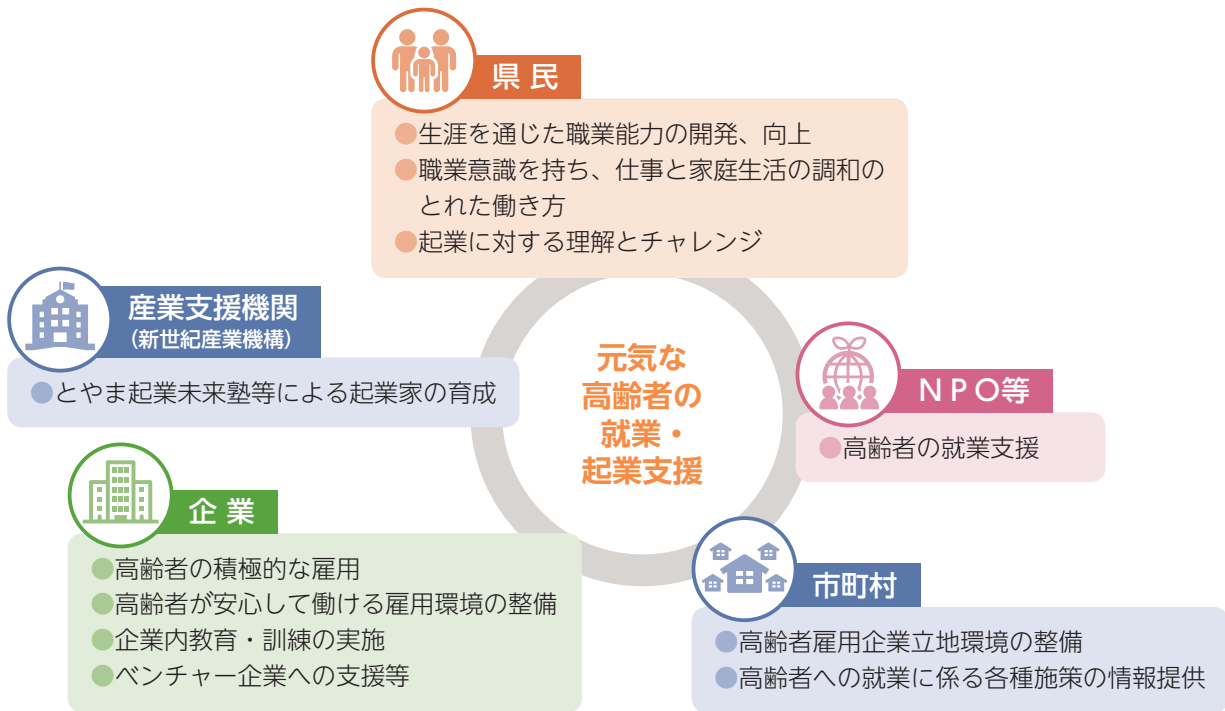 県民
●生涯を通じた職業能力の開発、向上
●職業意識を持ち、仕事と家庭生活の調和の
とれた働き方
●起業に対する理解とチャレンジ
産業支援機関
(新世紀産業機構)
●とやま起業未来塾等による起業家の育成
元気な
高齢者の
就業・
起業支援
NPO等
●高齢者の就業支援
企業
●高齢者の積極的な雇用
●高齢者が安心して働ける雇用環境の整備
●企業内教育・訓練の実施
●ベンチャー企業への支援等
市町村
●高齢者雇用企業立地環境の整備
●高齢者への就業に係る各種施策の情報提供